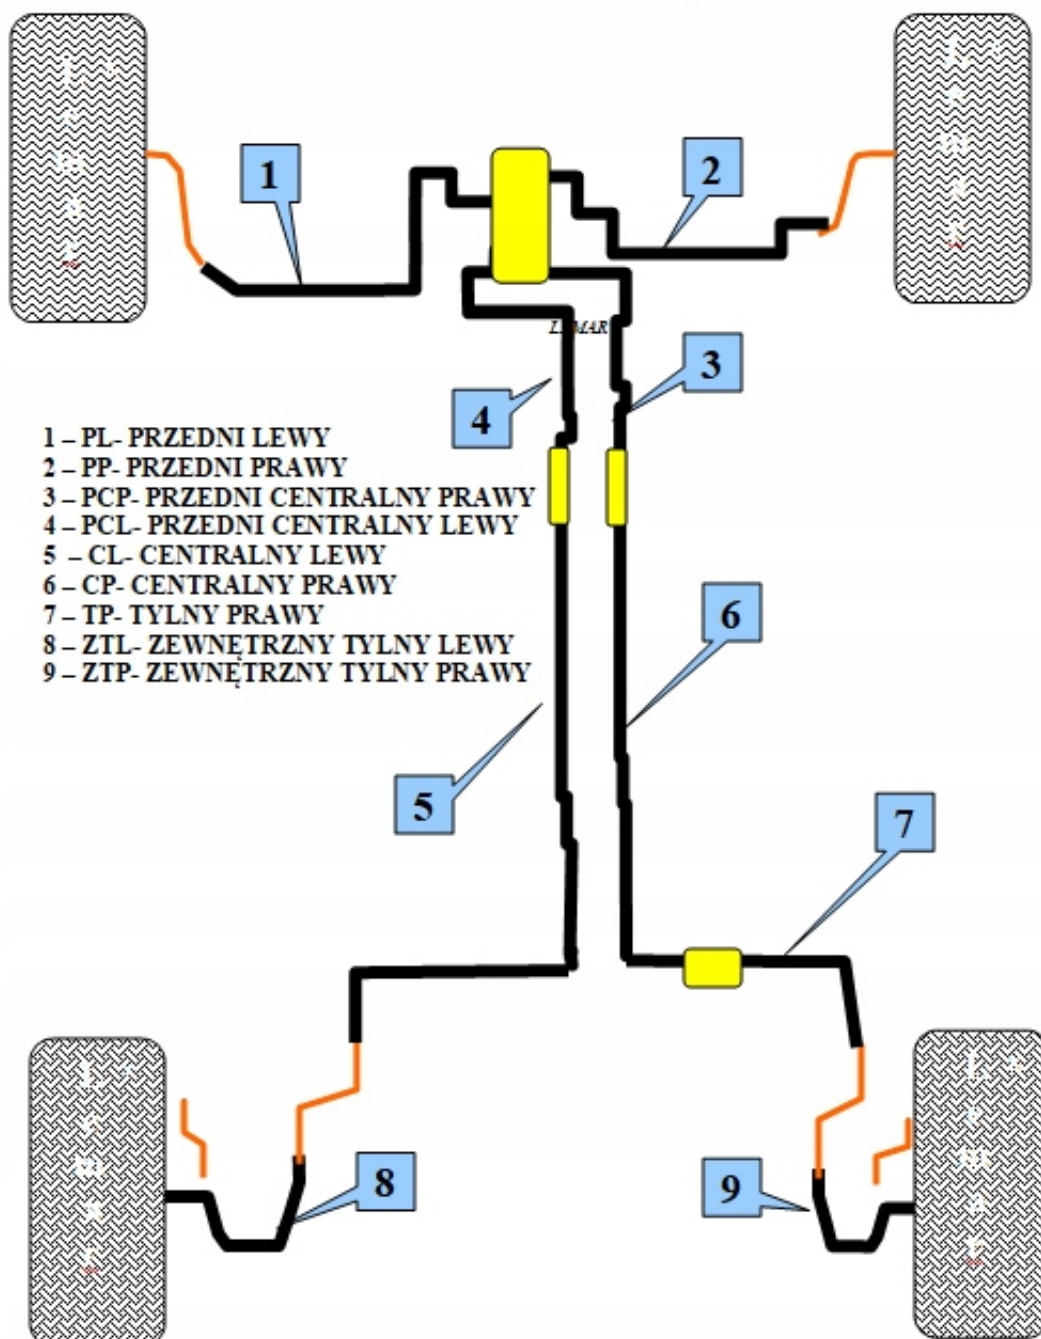 1
2
LEMAR
3
4
1 – PL- PRZEDNI LEWY
2 – PP- PRZEDNI PRAWY
3 – PCP- PRZEDNI CENTRALNY PRAWY
4 – PCL- PRZEDNI CENTRALNY LEWY
5 – CL- CENTRALNY LEWY
6 – CP- CENTRALNY PRAWY
7 – TP- TYLNY PRAWY
8 – ZTL- ZEWNĘTRZNY TYLNY LEWY
9 – ZTP- ZEWNĘTRZNY TYLNY PRAWY
6
5
7
8
9